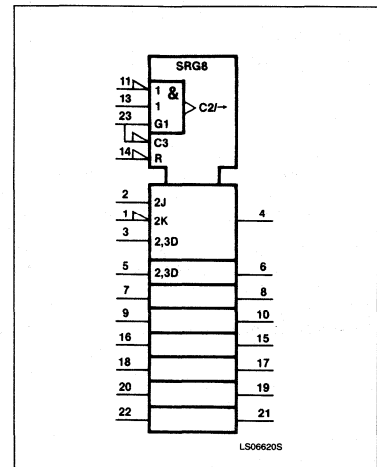 SRG8
11 1 &
13 1 C2/→
23 G1
C3
14 R
2 2J
1 2K 4
3 2,3D
5 2,3D 6
7 8
9 10
16 15
18 17
20 19
22 21
LS06620S